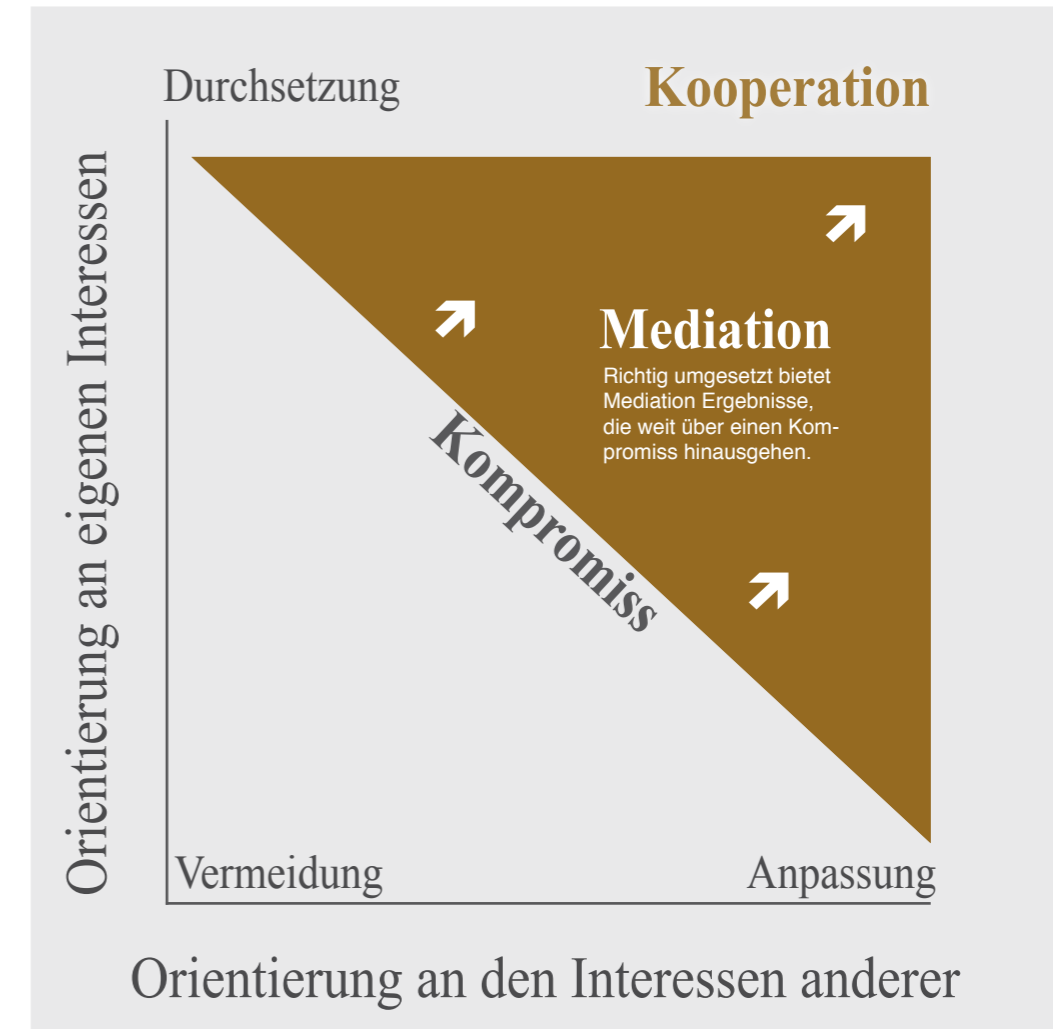 Durchsetzung
Kooperation
Orientierung an eigenen Interessen
Mediation
Richtig umgesetzt bietet
Mediation Ergebnisse,
die weit über einen Kom-
promiss hinausgehen.
Kompromiss
Vermeidung
Anpassung
Orientierung an den Interessen anderer